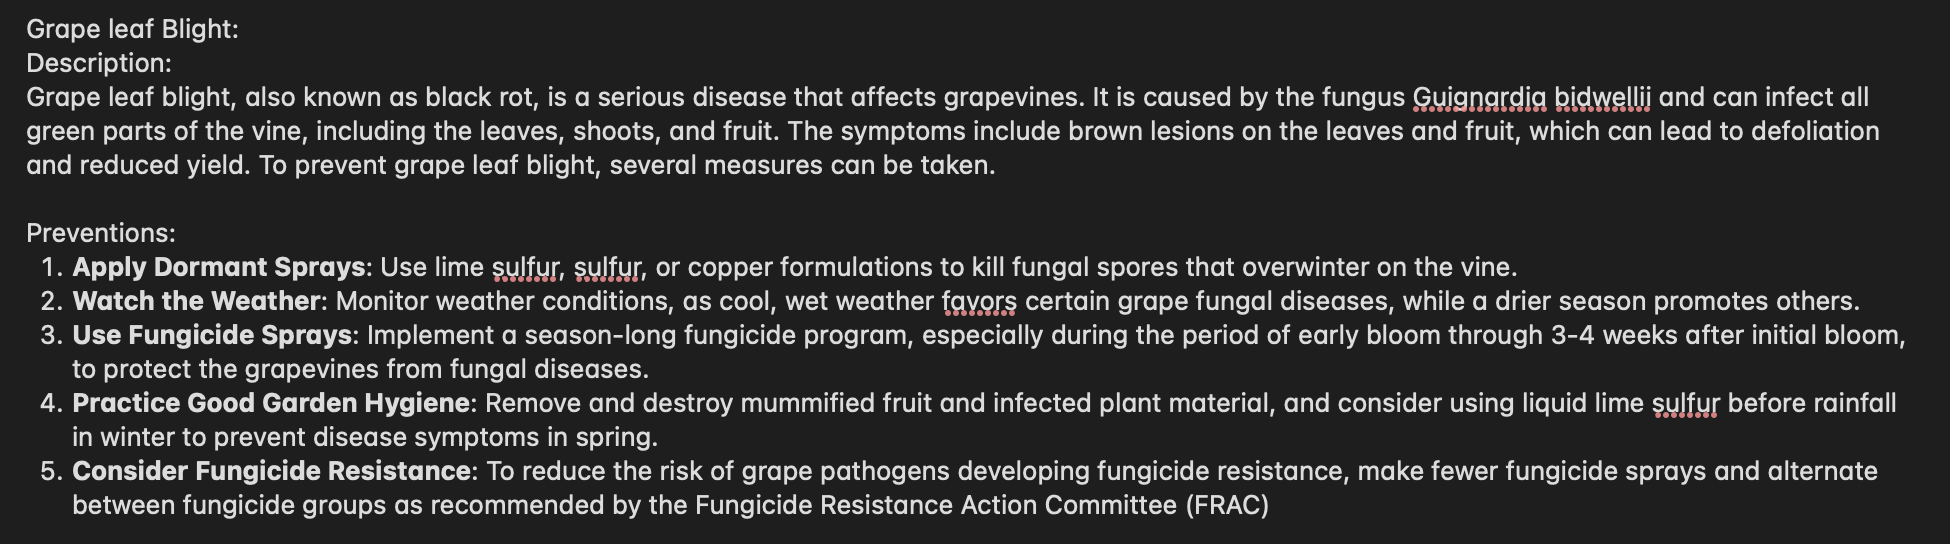 Grape leaf Blight:
Description:
Grape leaf blight, also known as black rot, is a serious disease that affects grapevines. It is caused by the fungus Guignardia bidwellii and can infect all
green parts of the vine, including the leaves, shoots, and fruit. The symptoms include brown lesions on the leaves and fruit, which can lead to defoliation
and reduced yield. To prevent grape leaf blight, several measures can be taken.
Preventions:
1. Apply Dormant Sprays: Use lime sulfur, sulfur, or copper formulations to kill fungal spores that overwinter on the vine.
2. Watch the Weather: Monitor weather conditions, as cool, wet weather favors certain grape fungal diseases, while a drier season promotes others.
3. Use Fungicide Sprays: Implement a season-long fungicide program, especially during the period of early bloom through 3-4 weeks after initial bloom,
to protect the grapevines from fungal diseases.
4. Practice Good Garden Hygiene: Remove and destroy mummified fruit and infected plant material, and consider using liquid lime sulfur before rainfall
in winter to prevent disease symptoms in spring.
5. Consider Fungicide Resistance: To reduce the risk of grape pathogens developing fungicide resistance, make fewer fungicide sprays and alternate
between fungicide groups as recommended by the Fungicide Resistance Action Committee (FRAC)